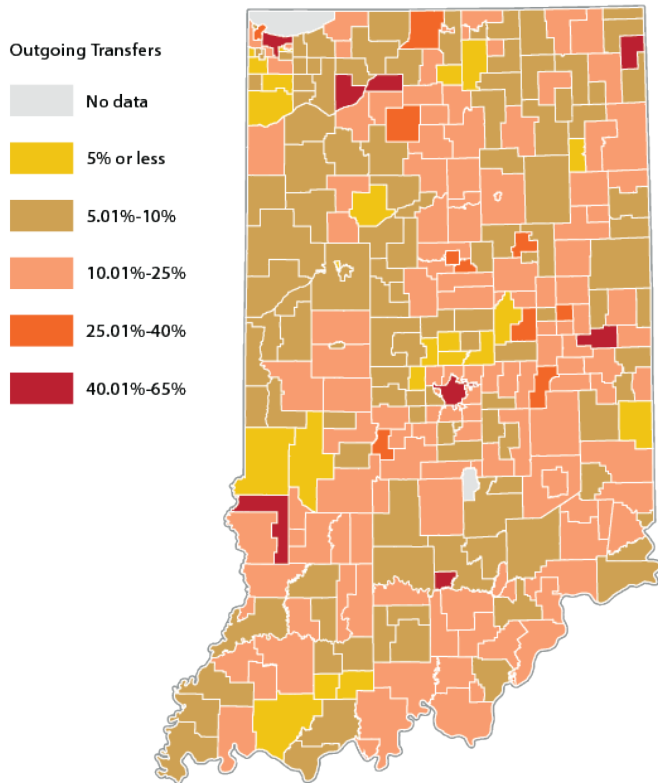 Outgoing Transfers
No data
5% or less
5.01%-10%
10.01%-25%
25.01%-40%
40.01%-65%